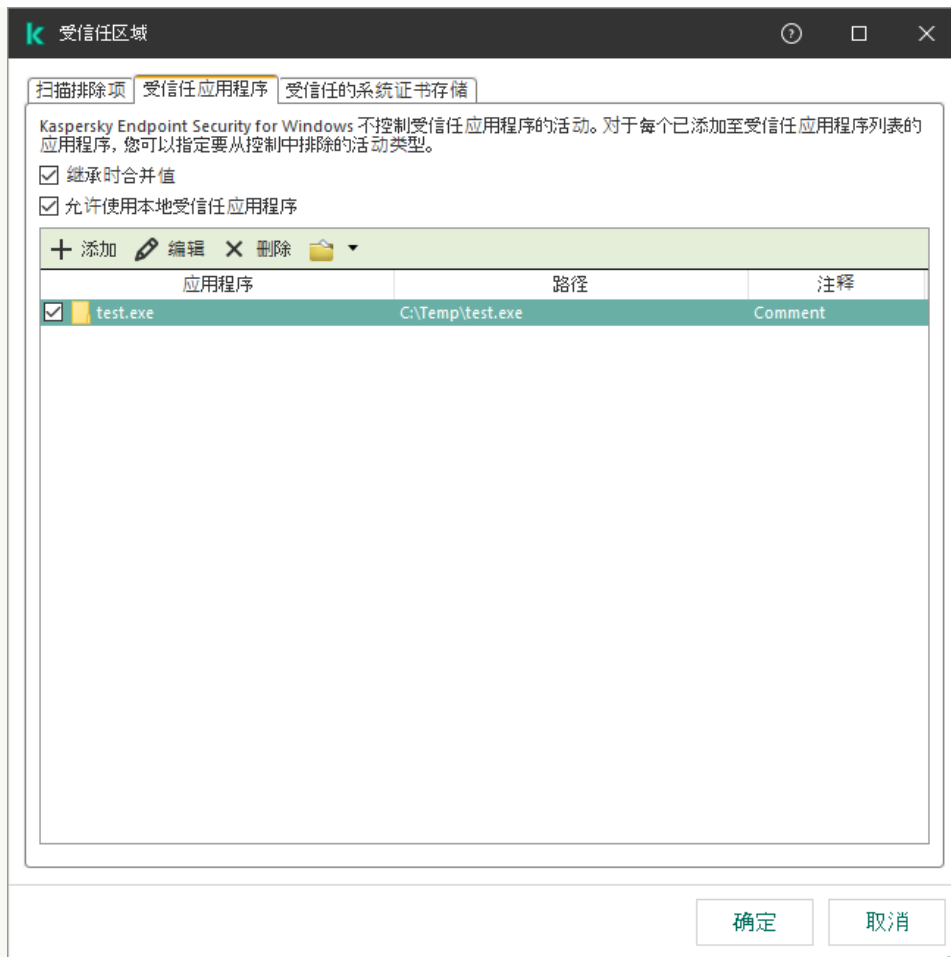 受信任区域
扫描排除项 受信任应用程序 受信任的系统证书存储
Kaspersky Endpoint Security for Windows 不控制受信任应用程序的活动。对于每个已添加至受信任应用程序列表的
应用程序，您可以指定要从控制中排除的活动类型。
继承时合并值
允许使用本地受信任应用程序
添加 编辑 删除
应用程序 路径 注释
test.exe C:\Temp\test.exe Comment
确定 取消